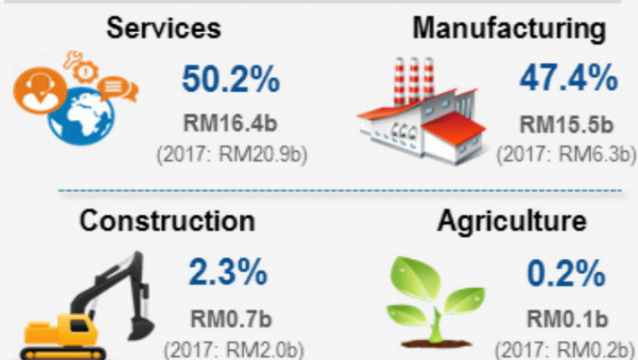 Services
50.2%
RM16.4b
(2017: RM20.9b)
Manufacturing
47.4%
RM15.5b
(2017: RM6.3b)
Construction
2.3%
RM0.7b
(2017: RM2.0b)
Agriculture
0.2%
RM0.1b
(2017: RM0.2b)